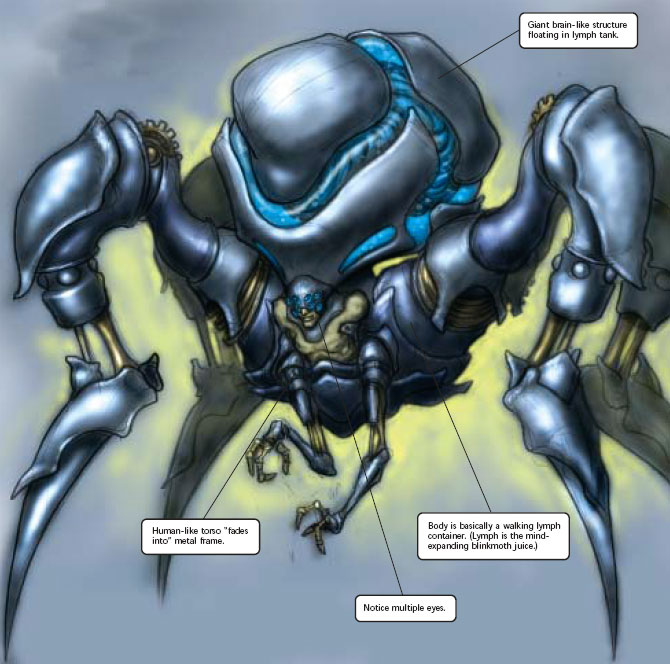 Giant brain-like structure
floating in lymph tank.
Human-like torso “fades
into” metal frame.
Body is basically a walking lymph
container. (Lymph is the mind-
expanding blinkmoth juice.)
Notice multiple eyes.